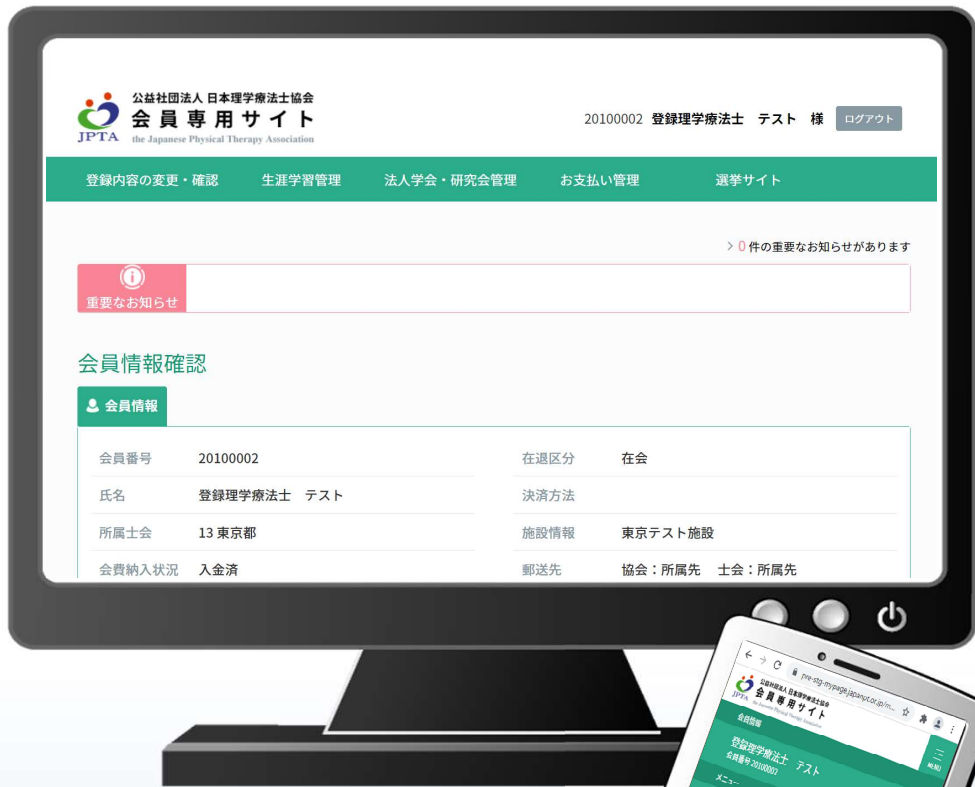 公益社団法人 日本理学療法士協会
会員専用サイト
JPTA the Japanese Physical Therapy Association
20100002 登録理学療法士 テスト 様 ログアウト
登録内容の変更・確認 生涯学習管理 法人学会・研究会管理 お支払い管理 選挙サイト
> 0 件の重要なお知らせがあります
重要なお知らせ
会員情報確認
会員情報
会員番号 20100002 在退区分 在会
氏名 登録理学療法士 テスト 決済方法
所属士会 13 東京都 施設情報 東京テスト施設
会費納入状況 入金済 郵送先 協会：所属先 士会：所属先
pre-stg-mypage.japanpt.or.jp/m...
公益社団法人 日本理学療法士協会
会員専用サイト
JPTA the Japanese Physical Therapy Association
会員情報
MENU
登録理学療法士 テスト
会員番号 20100002